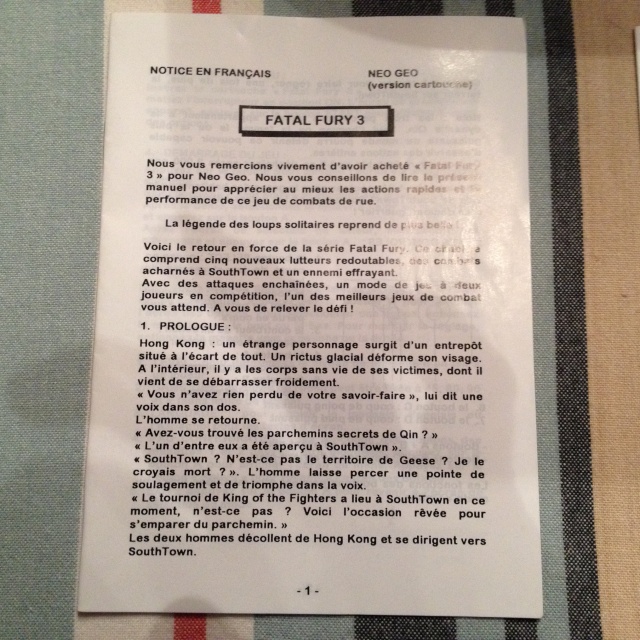 NOTICE EN FRANÇAIS
NEO GEO
(version cartouche)
FATAL FURY 3
Nous vous remercions vivement d'avoir acheté « Fatal Fury
3 » pour Neo Geo. Nous vous conseillons de lire le présent
manuel pour apprécier au mieux les actions rapides et la
performance de ce jeu de combats de rue.
La légende des loups solitaires reprend de plus belle !
Voici le retour en force de la série Fatal Fury.
comprend cinq nouveaux lutteurs redoutables, des combats
acharnés à SouthTown et un ennemi effrayant.
Avec des attaques enchaînées, un mode de jeu à deux
joueurs en compétition, l'un des meilleurs jeux de combat
vous attend. A vous de relever le défi !
1. PROLOGUE :
Hong Kong : un étrange personnage surgit d'un entrepôt
situé à l'écart de tout. Un rictus glacial déforme son visage.
A l'intérieur, il y a les corps sans vie de ses victimes, dont il
vient de se débarrasser froidement.
« Vous n'avez rien perdu de votre savoir-faire », lui dit une
voix dans son dos.
L'homme se retourne.
« Avez-vous trouvé les parchemins secrets de Qin ? »
« L'un d'entre eux a été aperçu à SouthTown ».
« SouthTown ? N'est-ce pas le territoire de Geese ? Je le
croyais mort ? ». L'homme laisse percer une pointe de
soulagement et de triomphe dans la voix.
« Le tournoi de King of the Fighters a lieu à SouthTown en ce
moment, n'est-ce pas ? Voici l'occasion rêvée pour
s'emparer du parchemin. »
Les deux hommes décollent de Hong Kong et se dirigent vers
SouthTown.
- 1 -